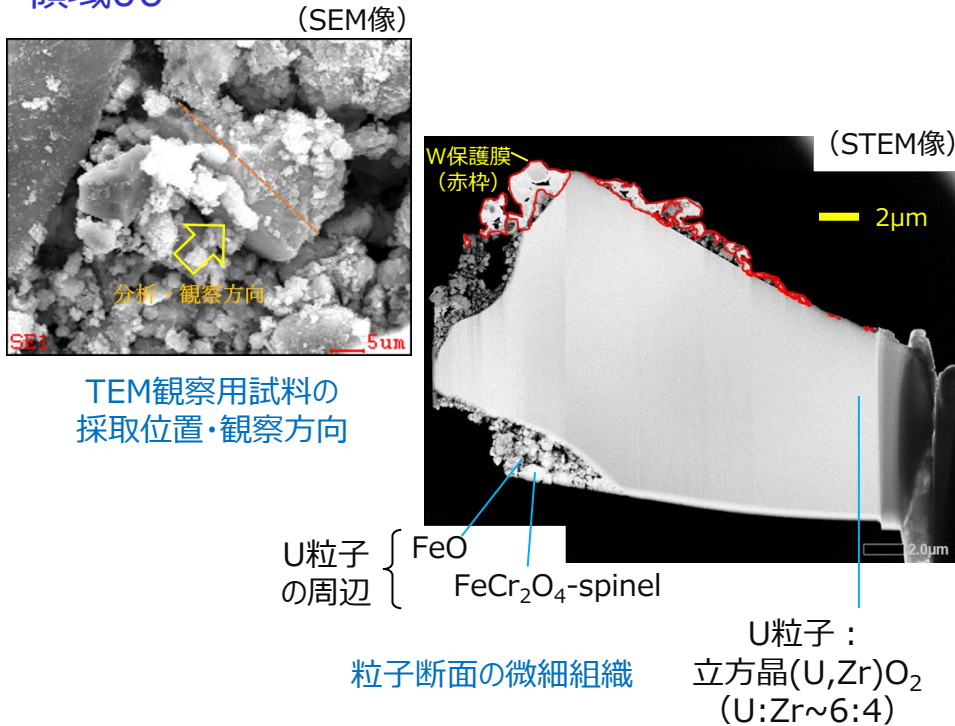 (SEM像)
分析・観察方向
SE1
5um
TEM観察用試料の
採取位置・観察方向
(STEM像)
W保護膜
(赤枠)
2μm
2.0μm
U粒子
の周辺
FeO
FeCr₂O₄-spinel
粒子断面の微細組織
U粒子：
立方晶(U,Zr)O₂
(U:Zr~6:4)